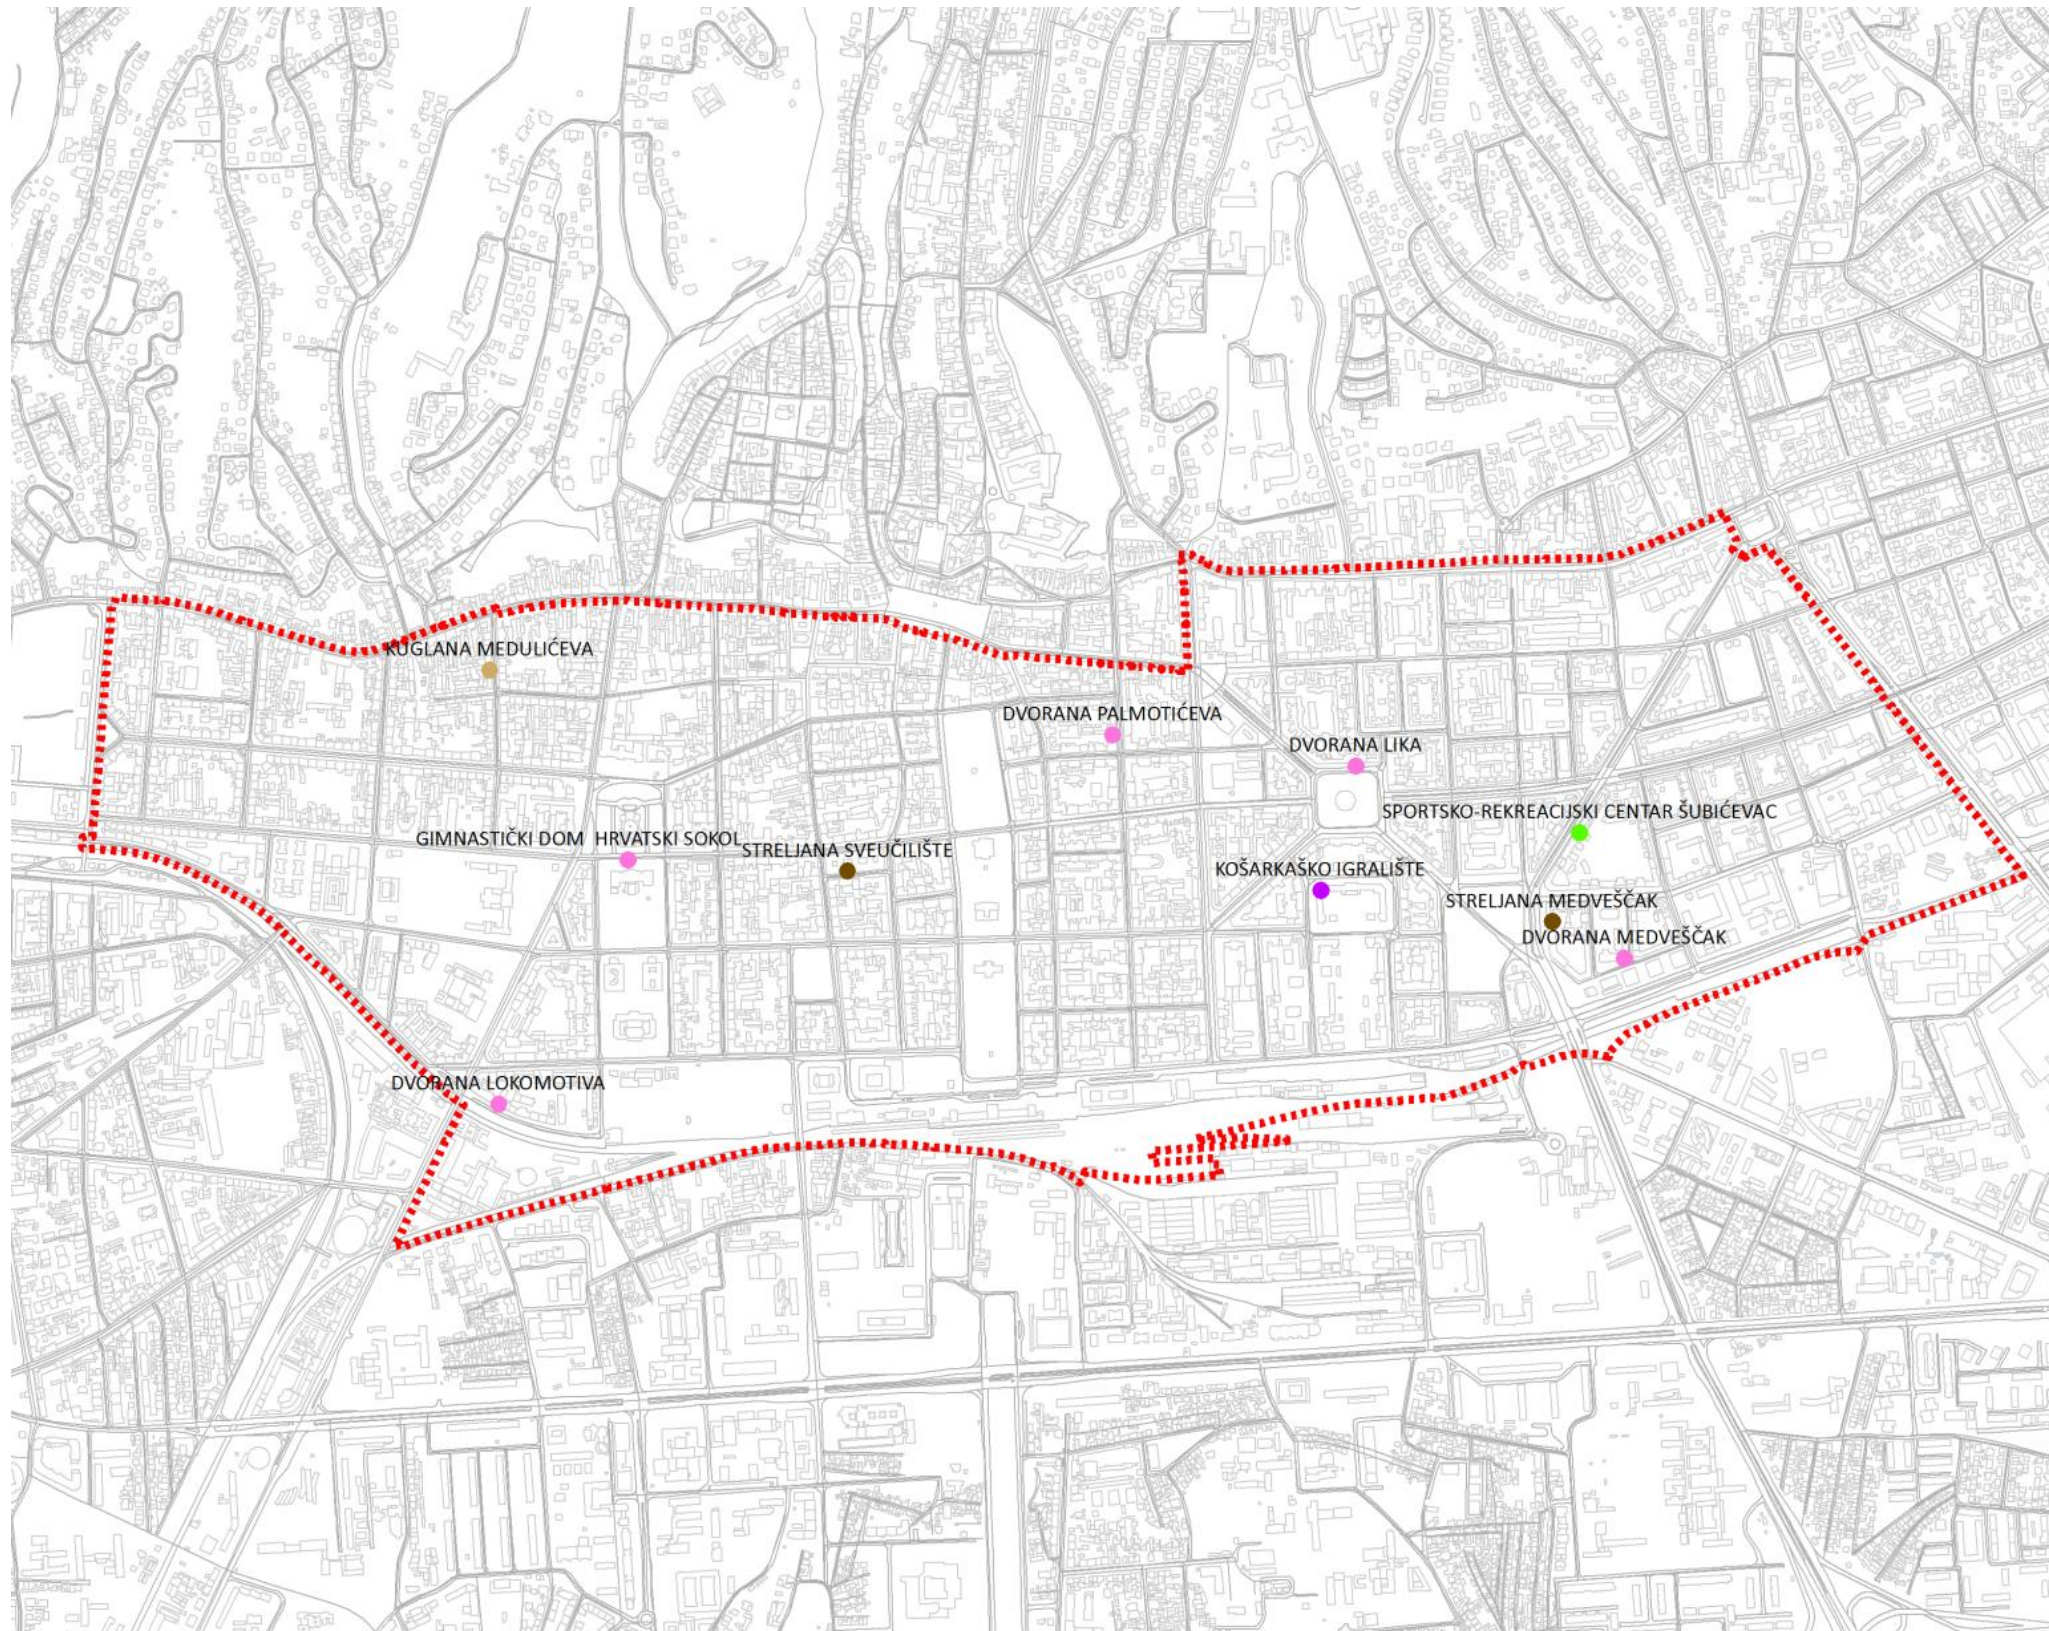 KUGLANA MEDULIĆEVA
DVORANA PALMOTIĆEVA
DVORANA LIKA
SPORTSKO-REKREACIJSKI CENTAR ŠUBIĆEVAC
GIMNASTIČKI DOM  HRVATSKI SOKOL
STRELJANA SVEUČILIŠTE
KOŠARKAŠKO IGRALIŠTE
STRELJANA MEDVEŠČAK
DVORANA MEDVEŠČAK
DVORANA LOKOMOTIVA